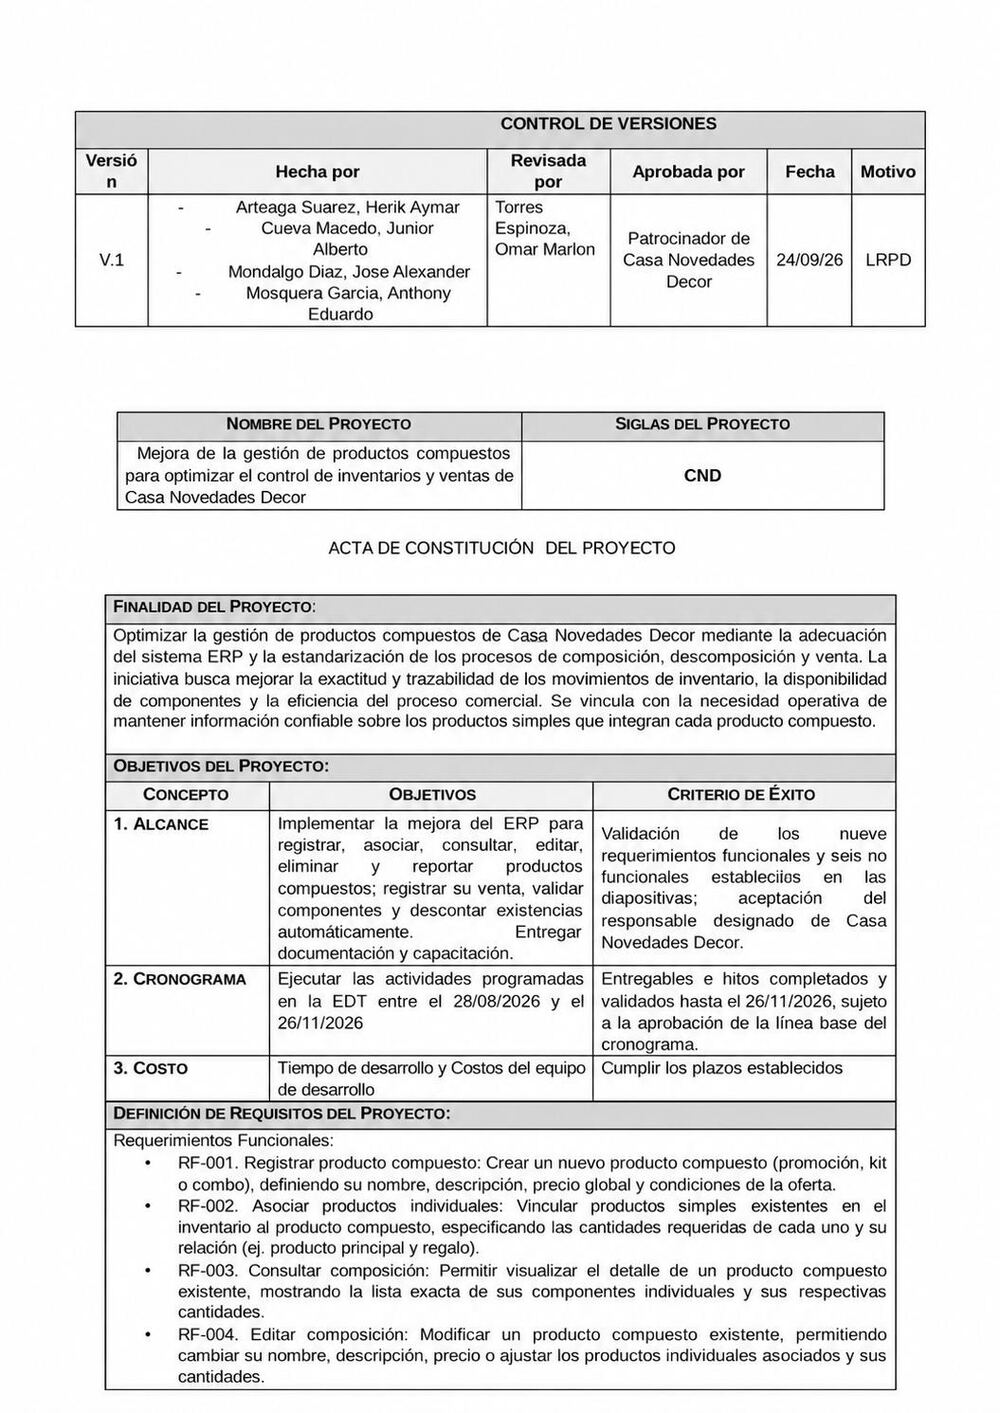 CONTROL DE VERSIONES
Versió
n
Hecha por
Revisada
por
Aprobada por
Fecha
Motivo
V.1
- Arteaga Suarez, Herik Aymar
- Cueva Macedo, Junior
Alberto
- Mondalgo Diaz, Jose Alexander
- Mosquera Garcia, Anthony
Eduardo
Torres
Espinoza,
Omar Marlon
Patrocinador de
Casa Novedades
Decor
24/09/26
LRPD
NOMBRE DEL PROYECTO
SIGLAS DEL PROYECTO
Mejora de la gestión de productos compuestos
para optimizar el control de inventarios y ventas de
Casa Novedades Decor
CND
ACTA DE CONSTITUCIÓN DEL PROYECTO
FINALIDAD DEL PROYECTO:
Optimizar la gestión de productos compuestos de Casa Novedades Decor mediante la adecuación
del sistema ERP y la estandarización de los procesos de composición, descomposición y venta. La
iniciativa busca mejorar la exactitud y trazabilidad de los movimientos de inventario, la disponibilidad
de componentes y la eficiencia del proceso comercial. Se vincula con la necesidad operativa de
mantener información confiable sobre los productos simples que integran cada producto compuesto.
OBJETIVOS DEL PROYECTO:
CONCEPTO
OBJETIVOS
CRITERIO DE ÉXITO
1. ALCANCE
Implementar la mejora del ERP para
registrar, asociar, consultar, editar,
eliminar y reportar productos
compuestos; registrar su venta, validar
componentes y descontar existencias
automáticamente. Entregar
documentación y capacitación.
Validación de los nueve
requerimientos funcionales y seis no
funcionales estableciios en las
diapositivas; aceptación del
responsable designado de Casa
Novedades Decor.
2. CRONOGRAMA
Ejecutar las actividades programadas
en la EDT entre el 28/08/2026 y el
26/11/2026
Entregables e hitos completados y
validados hasta el 26/11/2026, sujeto
a la aprobación de la línea base del
cronograma.
3. COSTO
Tiempo de desarrollo y Costos del equipo
de desarrollo
Cumplir los plazos establecidos
DEFINICIÓN DE REQUISITOS DEL PROYECTO:
Requerimientos Funcionales:
• RF-001. Registrar producto compuesto: Crear un nuevo producto compuesto (promoción, kit
o combo), definiendo su nombre, descripción, precio global y condiciones de la oferta.
• RF-002. Asociar productos individuales: Vincular productos simples existentes en el
inventario al producto compuesto, especificando las cantidades requeridas de cada uno y su
relación (ej. producto principal y regalo).
• RF-003. Consultar composición: Permitir visualizar el detalle de un producto compuesto
existente, mostrando la lista exacta de sus componentes individuales y sus respectivas
cantidades.
• RF-004. Editar composición: Modificar un producto compuesto existente, permitiendo
cambiar su nombre, descripción, precio o ajustar los productos individuales asociados y sus
cantidades.